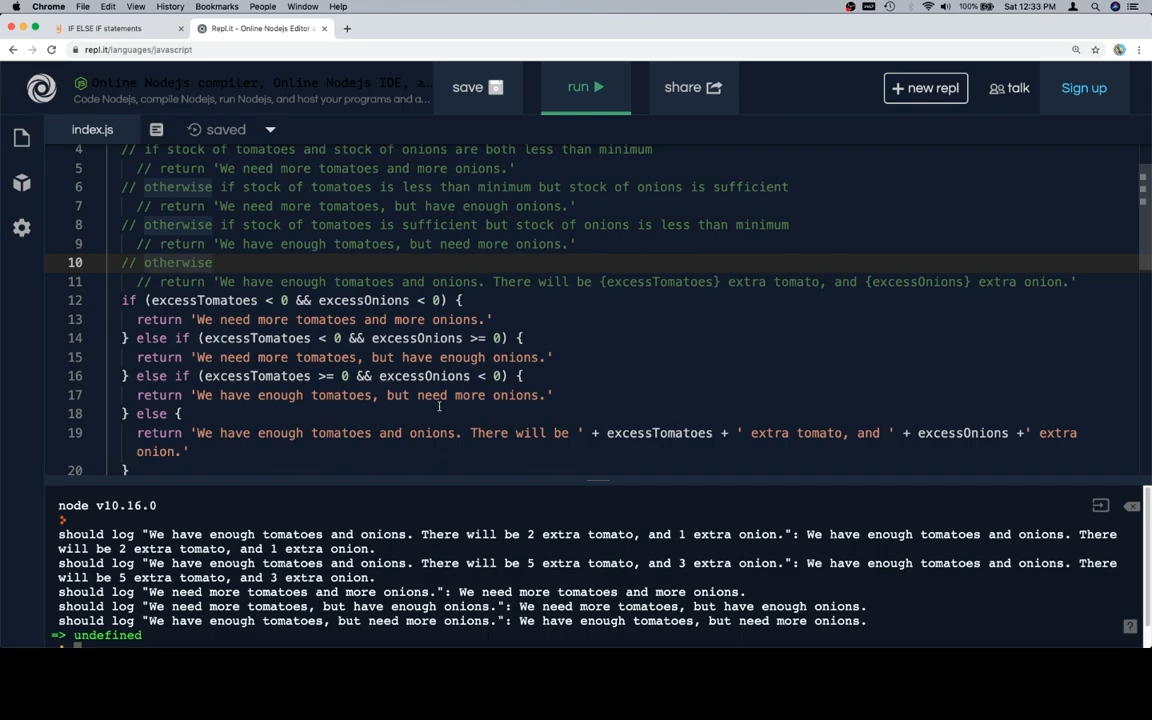 Chrome File Edit View History Bookmarks People Window Help 100% Sat 12:33 PM
IF ELSE IF statements × Repl.it - Online Nodejs Editor a × +
repl.it/languages/javascript
Online Nodejs compiler, Online Nodejs IDE, a...
Code Nodejs, compile Nodejs, run Nodejs, and host your programs and a...
save run share + new repl talk Sign up
index.js saved
4 // if stock of tomatoes and stock of onions are both less than minimum
5 // return 'We need more tomatoes and more onions.'
6 // otherwise if stock of tomatoes is less than minimum but stock of onions is sufficient
7 // return 'We need more tomatoes, but have enough onions.'
8 // otherwise if stock of tomatoes is sufficient but stock of onions is less than minimum
9 // return 'We have enough tomatoes, but need more onions.'
10 // otherwise
11 // return 'We have enough tomatoes and onions. There will be {excessTomatoes} extra tomato, and {excessOnions} extra onion.'
12 if (excessTomatoes < 0 && excessOnions < 0) {
13 return 'We need more tomatoes and more onions.'
14 } else if (excessTomatoes < 0 && excessOnions >= 0) {
15 return 'We need more tomatoes, but have enough onions.'
16 } else if (excessTomatoes >= 0 && excessOnions < 0) {
17 return 'We have enough tomatoes, but need more onions.'
18 } else {
19 return 'We have enough tomatoes and onions. There will be ' + excessTomatoes + ' extra tomato, and ' + excessOnions +' extra
onion.'
20 }
node v10.16.0
should log "We have enough tomatoes and onions. There will be 2 extra tomato, and 1 extra onion.": We have enough tomatoes and onions. There
will be 2 extra tomato, and 1 extra onion.
should log "We have enough tomatoes and onions. There will be 5 extra tomato, and 3 extra onion.": We have enough tomatoes and onions. There
will be 5 extra tomato, and 3 extra onion.
should log "We need more tomatoes and more onions.": We need more tomatoes and more onions.
should log "We need more tomatoes, but have enough onions.": We need more tomatoes, but have enough onions.
should log "We have enough tomatoes, but need more onions.": We have enough tomatoes, but need more onions.
=> undefined